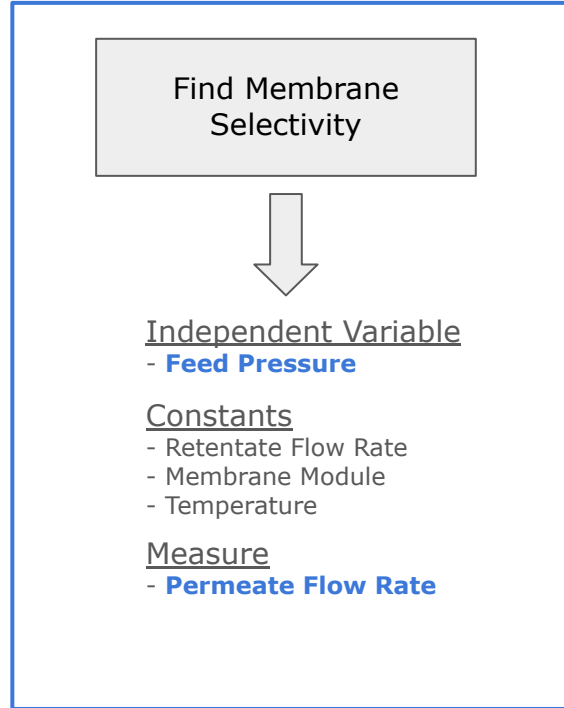 Find Membrane
Selectivity
Independent Variable
- Feed Pressure
Constants
- Retentate Flow Rate
- Membrane Module
- Temperature
Measure
- Permeate Flow Rate